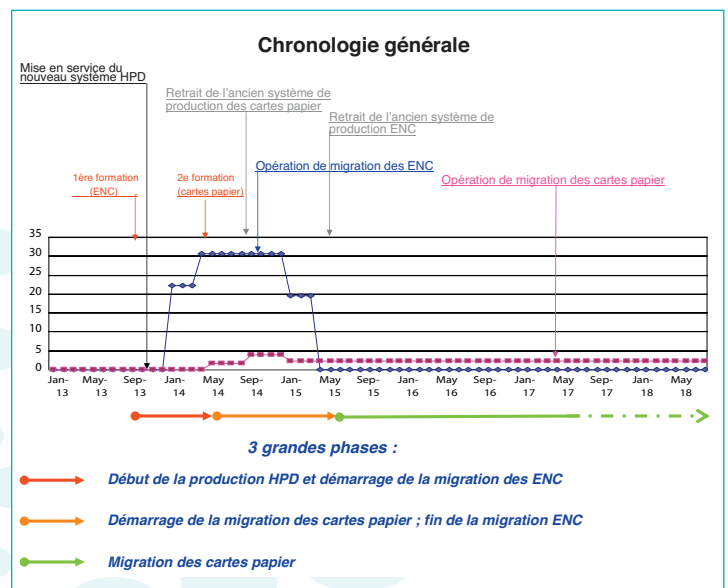 Chronologie générale
Mise en service du
nouveau système HPD
Retrait de l'ancien système de
production des cartes papier
Retrait de l'ancien système de
production ENC
1ère formation
(ENC)
2e formation
(cartes papier)
Opération de migration des ENC
Opération de migration des cartes papier
35
30
25
20
15
10
5
0
Jan- May- Sep- Jan- May Sep- Jan- May Sep- Jan- May- Sep- Jan- May Sep- Jan- May
13 13 13 14 14 14 15 15 15 16 16 16 17 17 17 18 18
3 grandes phases :
Début de la production HPD et démarrage de la migration des ENC
Démarrage de la migration des cartes papier ; fin de la migration ENC
Migration des cartes papier